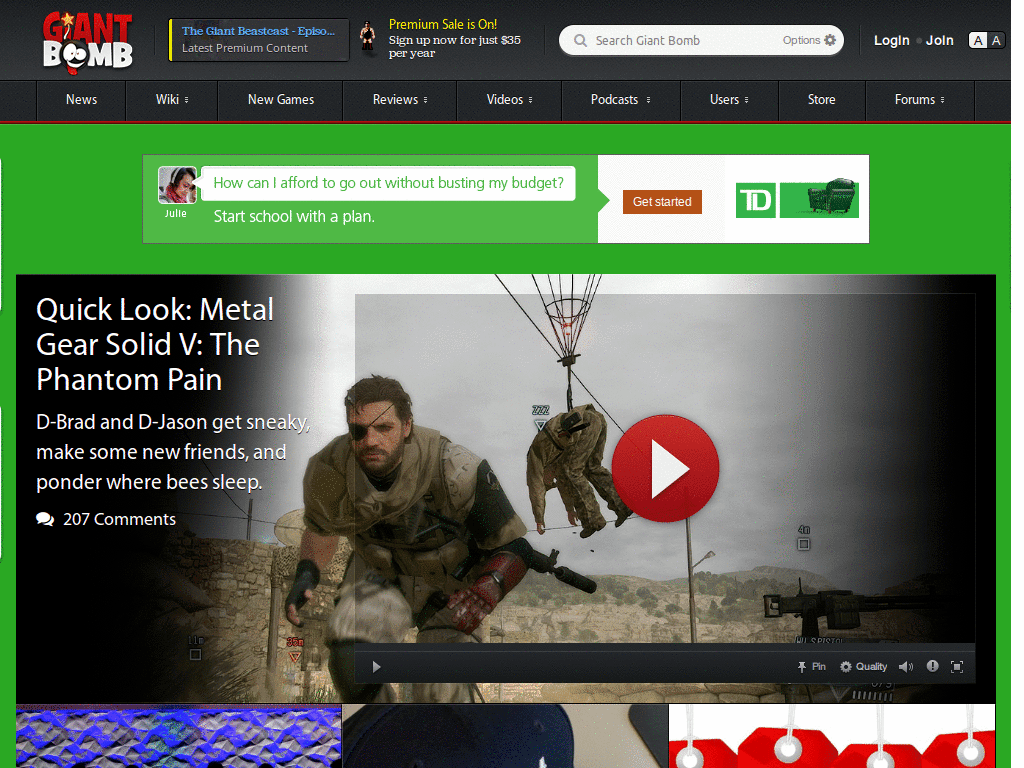 GIANT
BOMB
The Giant Beastcast - Episo...
Latest Premium Content
Premium Sale is On!
Sign up now for just $35
per year
Search Giant Bomb
Options
Login
Join
A A
News
Wiki
New Games
Reviews
Videos
Podcasts
Users
Store
Forums
How can I afford to go out without busting my budget?
Julie
Start school with a plan.
Get started
TD
Quick Look: Metal
Gear Solid V: The
Phantom Pain
D-Brad and D-Jason get sneaky,
make some new friends, and
ponder where bees sleep.
207 Comments
zzz
4m
Pin
Quality